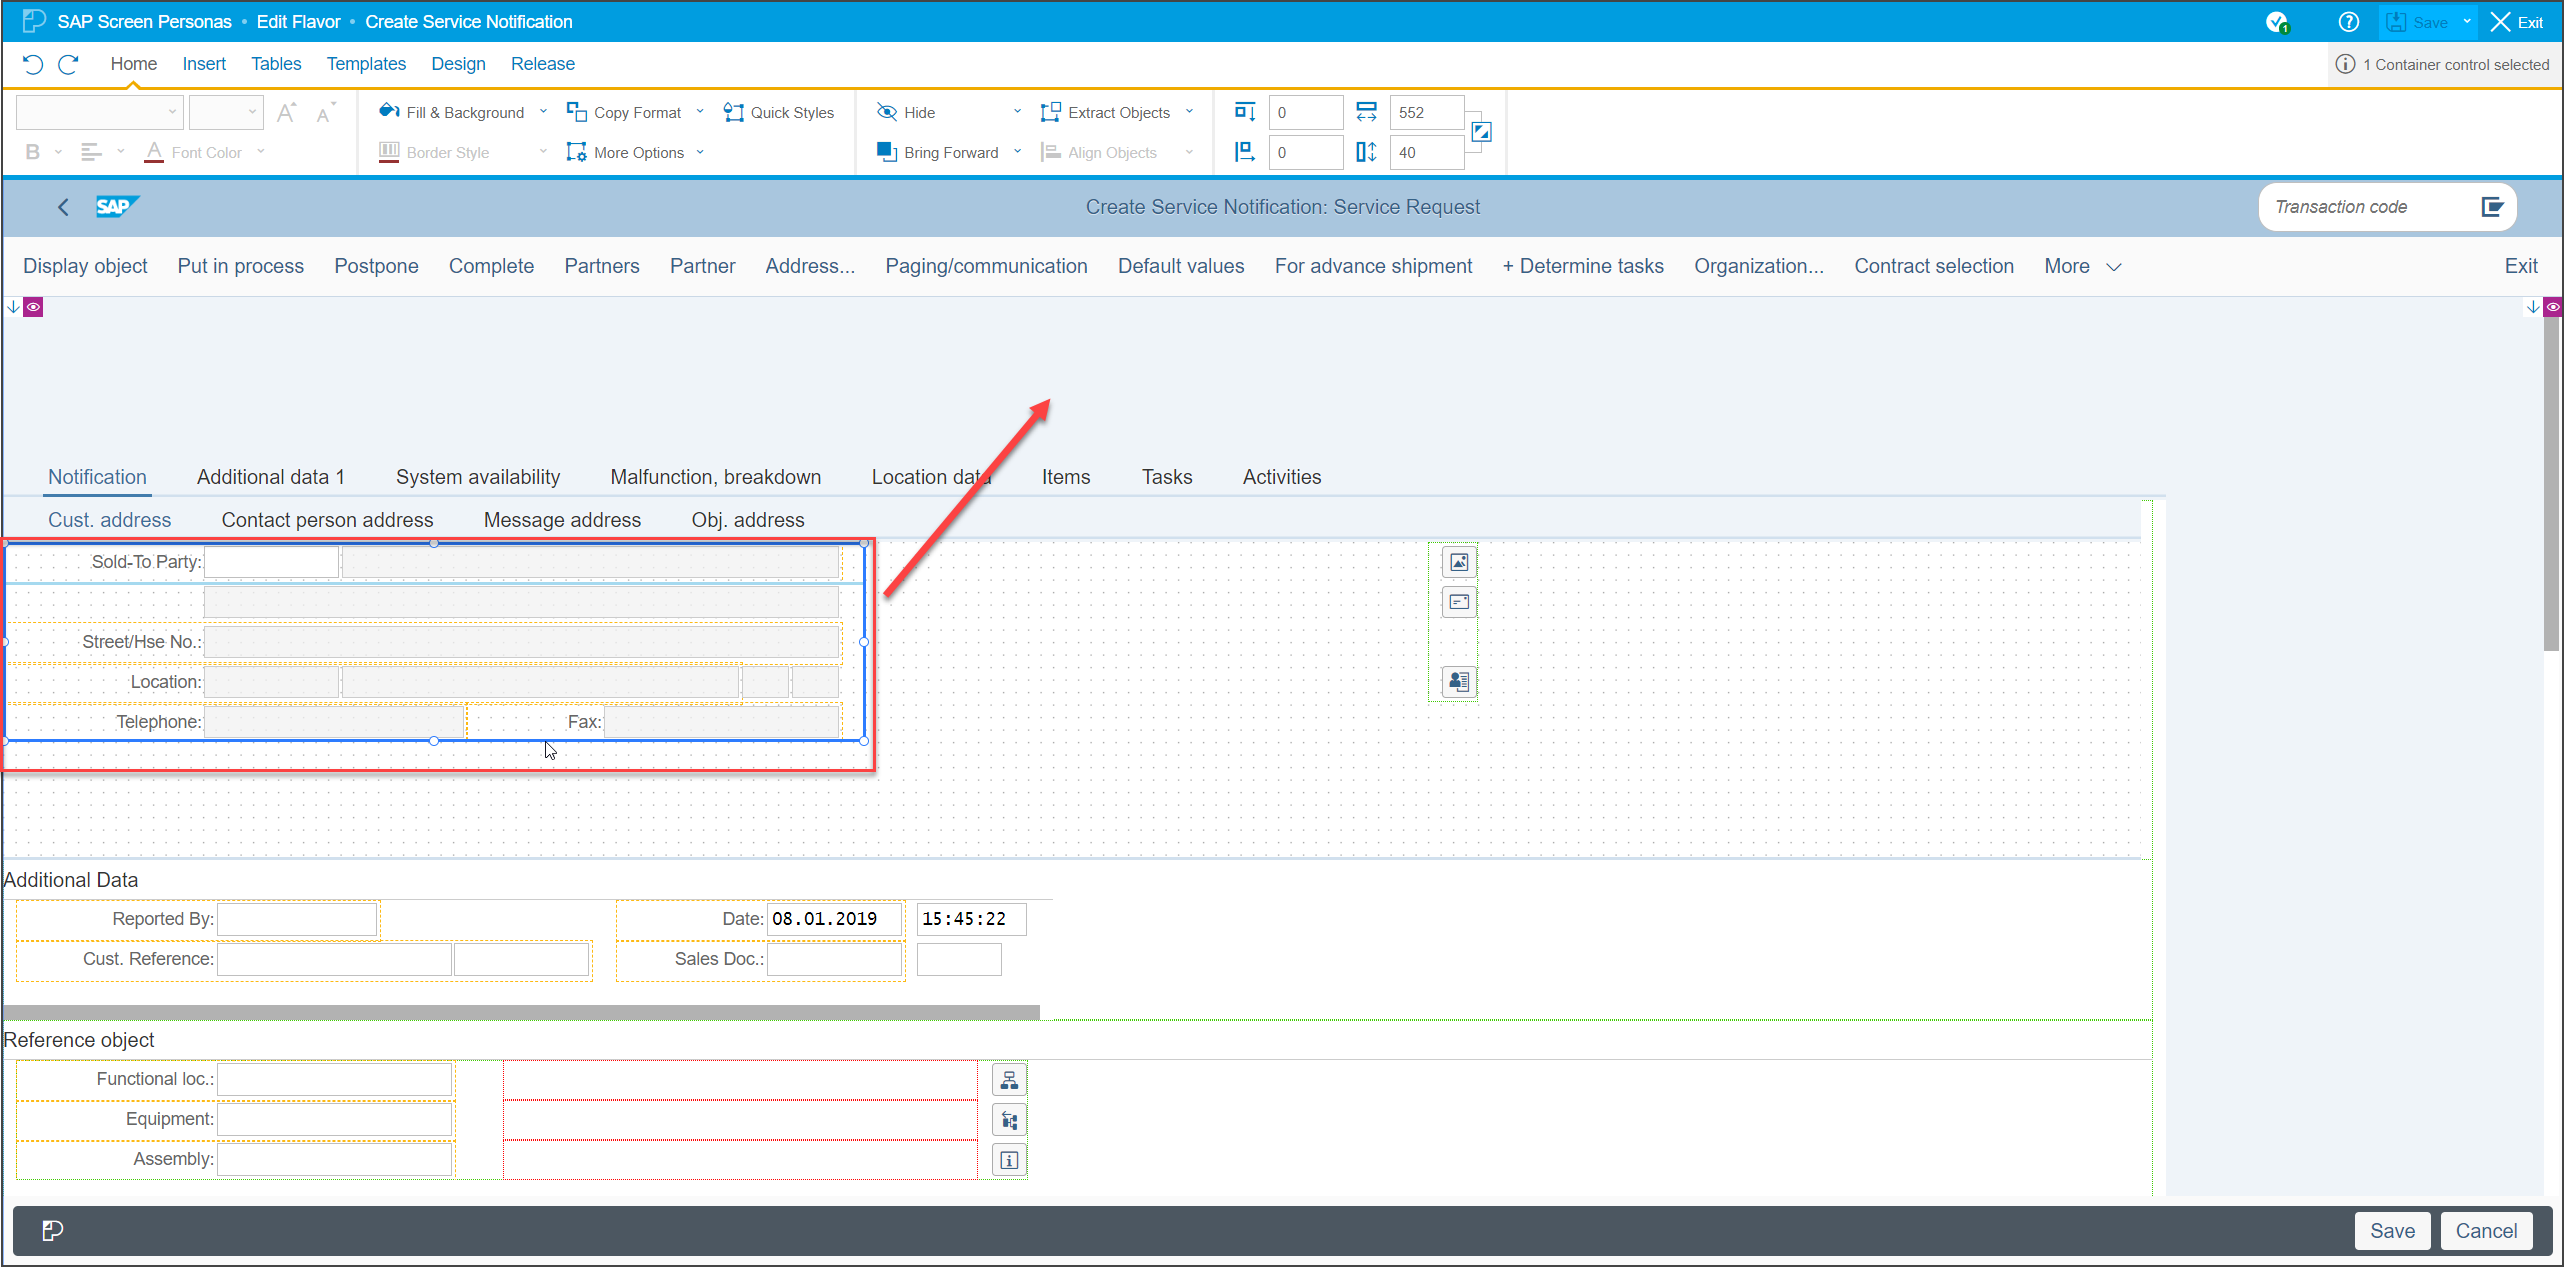 SAP Screen Personas • Edit Flavor • Create Service Notification
1
Save
Exit
Home Insert Tables Templates Design Release
1 Container control selected
Fill & Background Copy Format Quick Styles Hide Extract Objects 0 552
B A Font Color Border Style More Options Bring Forward Align Objects 0 40
SAP Create Service Notification: Service Request Transaction code
Display object Put in process Postpone Complete Partners Partner Address... Paging/communication Default values For advance shipment + Determine tasks Organization... Contract selection More Exit
Notification Additional data 1 System availability Malfunction, breakdown Location data Items Tasks Activities
Cust. address Contact person address Message address Obj. address
Sold-To Party:
Street/Hse No.:
Location:
Telephone: Fax:
Additional Data
Reported By: Date: 08.01.2019 15:45:22
Cust. Reference: Sales Doc.:
Reference object
Functional loc.:
Equipment:
Assembly:
Save Cancel